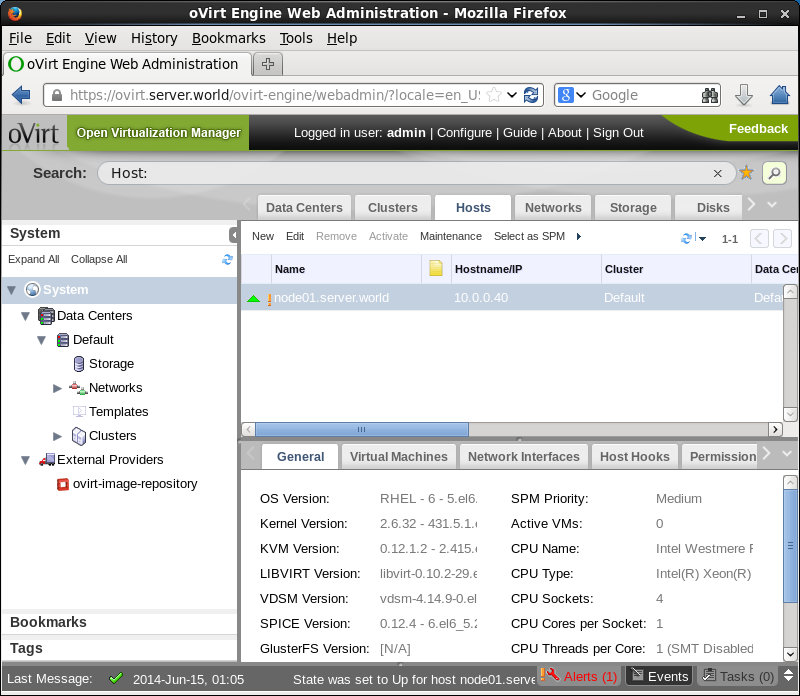 oVirt Engine Web Administration - Mozilla Firefox
File Edit View History Bookmarks Tools Help
oVirt Engine Web Administration
https://ovirt.server.world/ovirt-engine/webadmin/?locale=en_US
Google
oVirt Open Virtualization Manager Logged in user: admin | Configure | Guide | About | Sign Out Feedback
Search: Host:
Data Centers Clusters Hosts Networks Storage Disks
System
Expand All Collapse All
System
Data Centers
Default
Storage
Networks
Templates
Clusters
External Providers
ovirt-image-repository
Bookmarks
Tags
New Edit Remove Activate Maintenance Select as SPM 1-1
Name Hostname/IP Cluster Data Cen
node01.server.world 10.0.0.40 Default Defau
General Virtual Machines Network Interfaces Host Hooks Permission
OS Version: RHEL - 6 - 5.el6. SPM Priority: Medium
Kernel Version: 2.6.32 - 431.5.1.e Active VMs: 0
KVM Version: 0.12.1.2 - 2.415.e CPU Name: Intel Westmere F
LIBVIRT Version: libvirt-0.10.2-29.e CPU Type: Intel(R) Xeon(R)
VDSM Version: vdsm-4.14.9-0.el CPU Sockets: 4
SPICE Version: 0.12.4 - 6.el6_5.2 CPU Cores per Socket: 1
GlusterFS Version: [N/A] CPU Threads per Core: 1 (SMT Disabled
Last Message: 2014-Jun-15, 01:05 State was set to Up for host node01.serve Alerts (1) Events Tasks (0)